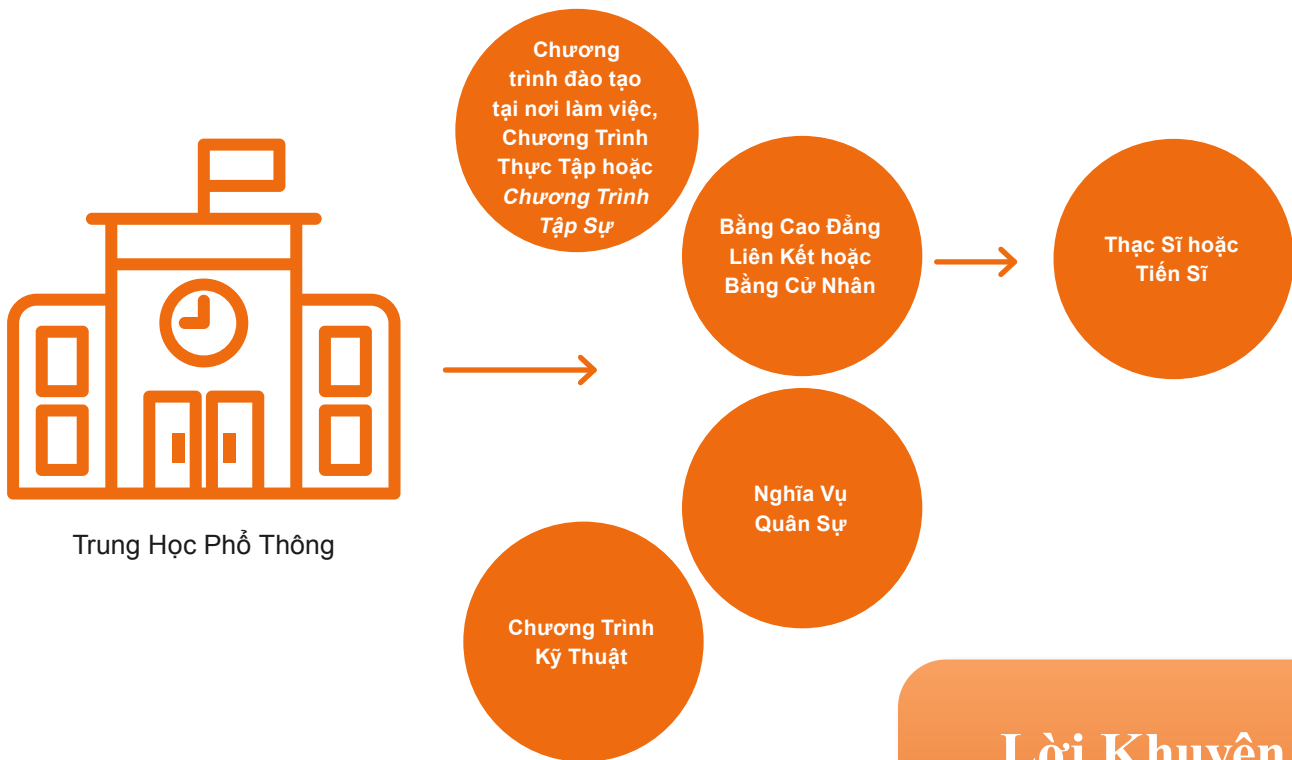 Chương
trình đào tạo
tại nơi làm việc,
Chương Trình
Thực Tập hoặc
Chương Trình
Tập Sự
Bằng Cao Đẳng
Liên Kết hoặc
Bằng Cử Nhân
Thạc Sĩ hoặc
Tiến Sĩ
Nghĩa Vụ
Quân Sự
Trung Học Phổ Thông
Chương Trình
Kỹ Thuật
Lời Khuyên